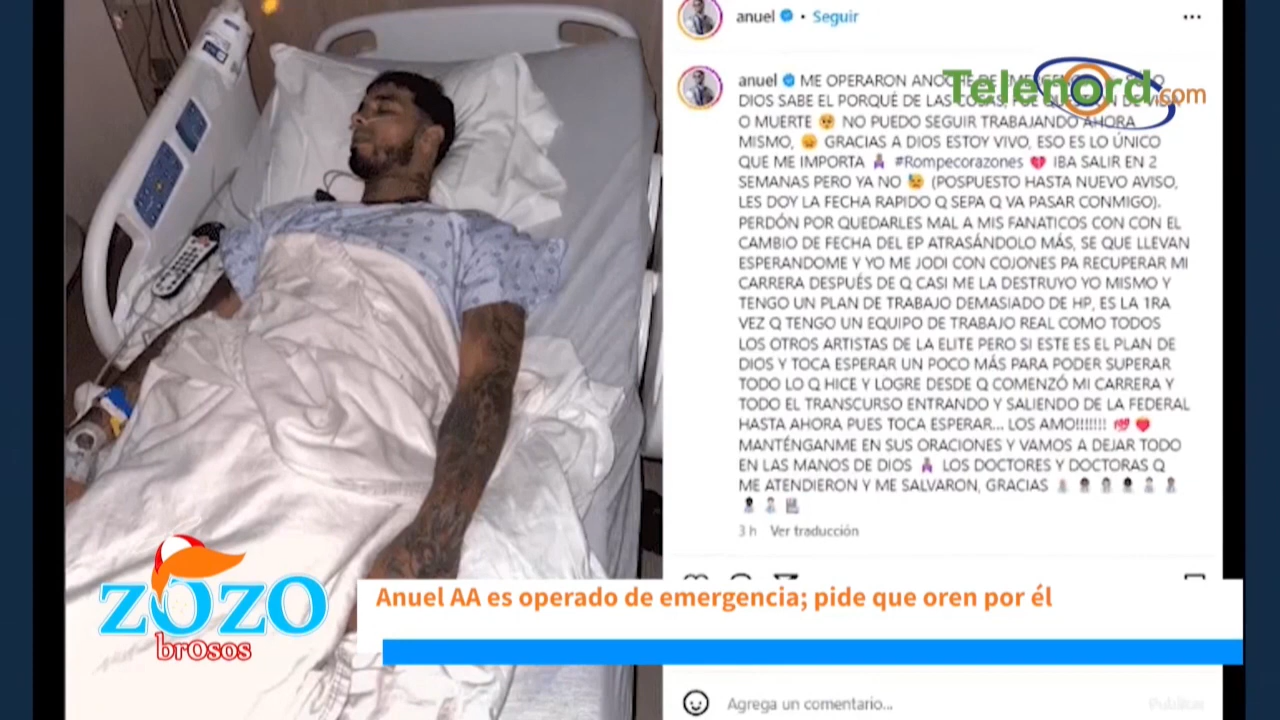 anuel • Seguir
anuel ME OPERARON ANOCHE DE EMERGENCIA SOLO
DIOS SABE EL PORQUÉ DE LAS COSAS, FUE QUESTION DE VIDA
O MUERTE 🥺 NO PUEDO SEGUIR TRABAJANDO AHORA
MISMO, 😖 GRACIAS A DIOS ESTOY VIVO, ESO ES LO ÚNICO
QUE ME IMPORTA #Rompecorazones 💔 IBA SALIR EN 2
SEMANAS PERO YA NO 😥 (POSPUESTO HASTA NUEVO AVISO,
LES DOY LA FECHA RAPIDO Q SEPA Q VA PASAR CONMIGO).
PERDÓN POR QUEDARLES MAL A MIS FANATICOS CON CON EL
CAMBIO DE FECHA DEL EP ATRASÁNDOLO MÁS, SE QUE LLEVAN
ESPERANDOME Y YO ME JODI CON COJONES PA RECUPERAR MI
CARRERA DESPUÉS DE Q CASI ME LA DESTRUYO YO MISMO Y
TENGO UN PLAN DE TRABAJO DEMASIADO DE HP, ES LA 1RA
VEZ Q TENGO UN EQUIPO DE TRABAJO REAL COMO TODOS
LOS OTROS ARTISTAS DE LA ELITE PERO SI ESTE ES EL PLAN DE
DIOS Y TOCA ESPERAR UN POCO MÁS PARA PODER SUPERAR
TODO LO Q HICE Y LOGRE DESDE Q COMENZÓ MI CARRERA Y
TODO EL TRANSCURSO ENTRANDO Y SALIENDO DE LA FEDERAL
HASTA AHORA PUES TOCA ESPERAR... LOS AMO!!!!!!! 💯 ❤️
MANTÉNGANME EN SUS ORACIONES Y VAMOS A DEJAR TODO
EN LAS MANOS DE DIOS LOS DOCTORES Y DOCTORAS Q
ME ATENDIERON Y ME SALVARON, GRACIAS
3 h Ver traducción
Agrega un comentario...
Publicar
Telenord.com
ZOZO
brOsos
Anuel AA es operado de emergencia; pide que oren por él